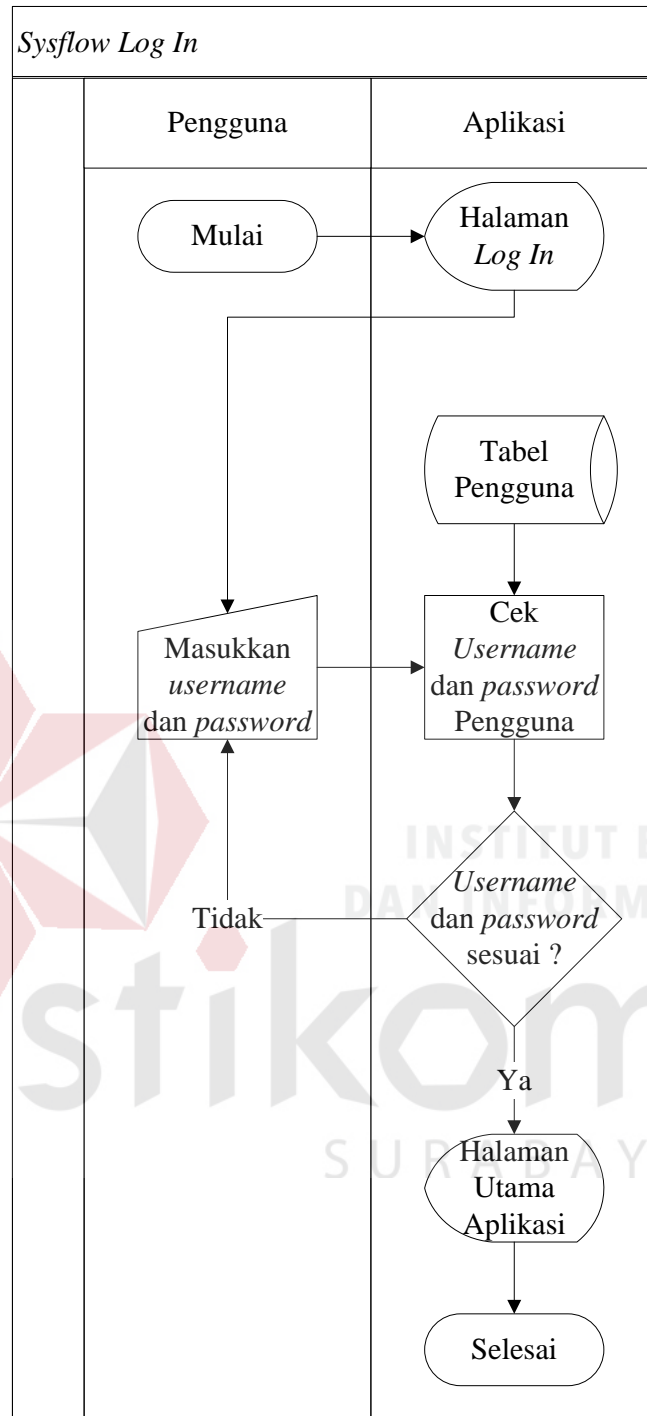 Sysflow Log In
Pengguna
Aplikasi
Mulai
Halaman
Log In
Tabel
Pengguna
Masukkan
username
dan password
Cek
Username
dan password
Pengguna
Username
dan password
sesuai ?
Tidak
Ya
Halaman
Utama
Aplikasi
Selesai
INSTITUT
DAN INFORM
stikom
SURABAY